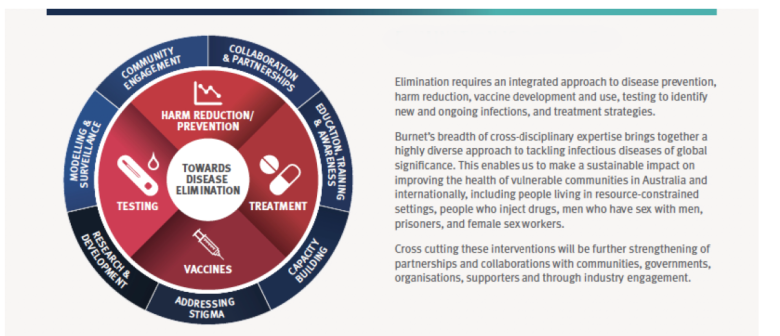 COMMUNITY
ENGAGEMENT
COLLABORATION
& PARTNERSHIPS
EDUCATION, TRAINING
& AWARENESS
CAPACITY
BUILDING
ADDRESSING
STIGMA
RESEARCH &
DEVELOPMENT
MODELLING &
SURVEILLANCE
HARM REDUCTION/
PREVENTION
TREATMENT
VACCINES
TESTING
TOWARDS
DISEASE
ELIMINATION
Elimination requires an integrated approach to disease prevention,
harm reduction, vaccine development and use, testing to identify
new and ongoing infections, and treatment strategies.
Burnet's breadth of cross-disciplinary expertise brings together a
highly diverse approach to tackling infectious diseases of global
significance. This enables us to make a sustainable impact on
improving the health of vulnerable communities in Australia and
internationally, including people living in resource-constrained
settings, people who inject drugs, men who have sex with men,
prisoners, and female sex workers.
Cross cutting these interventions will be further strengthening of
partnerships and collaborations with communities, governments,
organisations, supporters and through industry engagement.